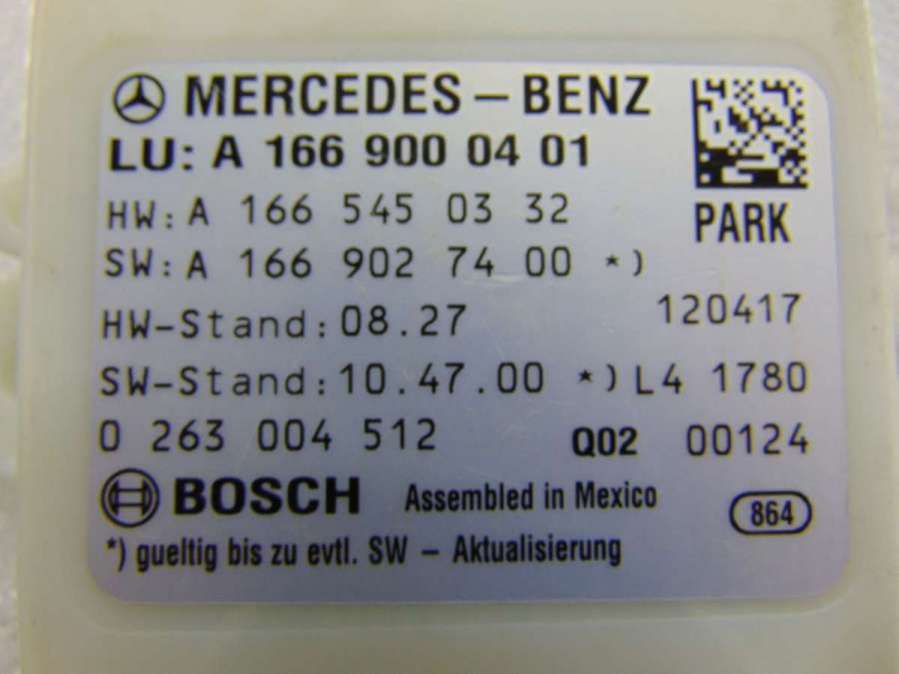 MERCEDES – BENZ
LU: A 166 900 04 01
HW: A 166 545 03 32
PARK
SW: A 166 902 74 00 *)
HW-Stand: 08.27 120417
SW-Stand: 10.47.00 *) L4 1780
0 263 004 512 Q02 00124
BOSCH Assembled in Mexico 864
*) gueltig bis zu evtl. SW – Aktualisierung